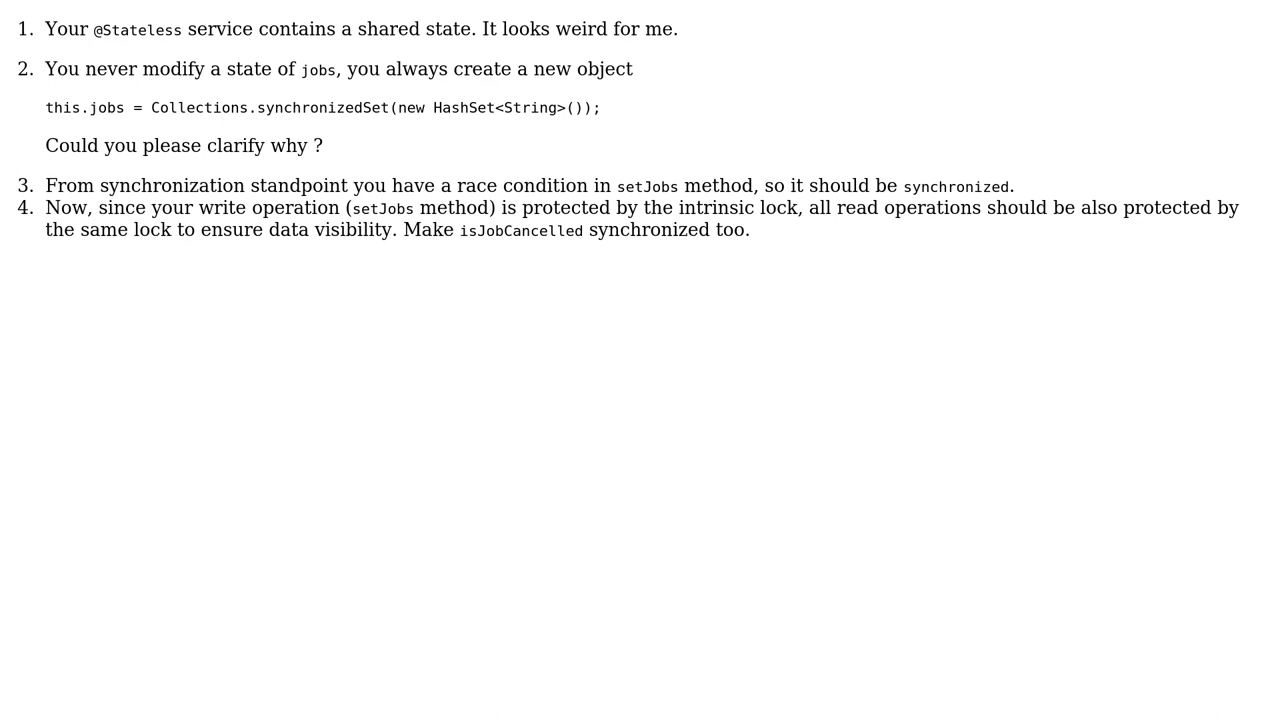 1. Your @Stateless service contains a shared state. It looks weird for me.
2. You never modify a state of jobs, you always create a new object
this.jobs = Collections.synchronizedSet(new HashSet<String>());
Could you please clarify why ?
3. From synchronization standpoint you have a race condition in setJobs method, so it should be synchronized.
4. Now, since your write operation (setJobs method) is protected by the intrinsic lock, all read operations should be also protected by
the same lock to ensure data visibility. Make isJobCancelled synchronized too.